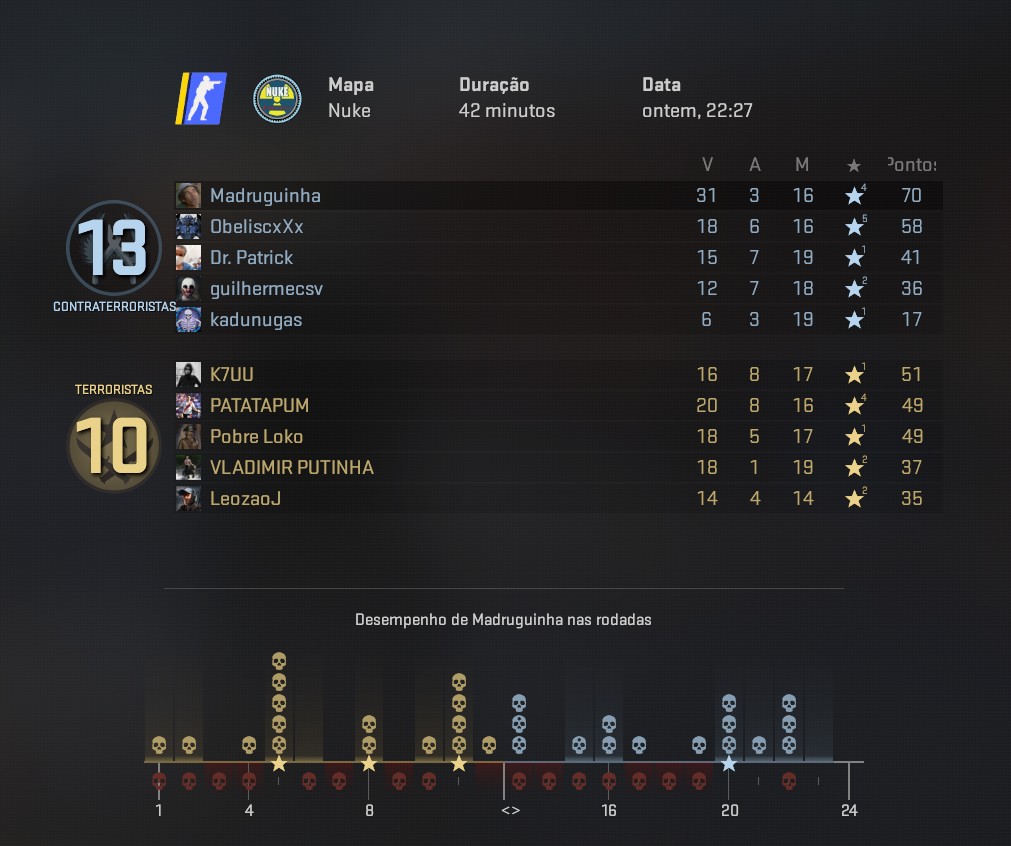 Mapa Duração Data
NUKE
Nuke 42 minutos ontem, 22:27
V A M ★ Pontos
Madruguinha 31 3 16 ★4 70
ObeliscxXx 18 6 16 ★5 58
Dr. Patrick 15 7 19 ★1 41
guilhermecsv 12 7 18 ★2 36
kadunugas 6 3 19 ★1 17
13
CONTRATERRORISTAS
TERRORISTAS
10
K7UU 16 8 17 ★1 51
PATATAPUM 20 8 16 ★4 49
Pobre Loko 18 5 17 ★1 49
VLADIMIR PUTINHA 18 1 19 ★2 37
LeozaoJ 14 4 14 ★2 35
Desempenho de Madruguinha nas rodadas
1 4 8 <> 16 20 24